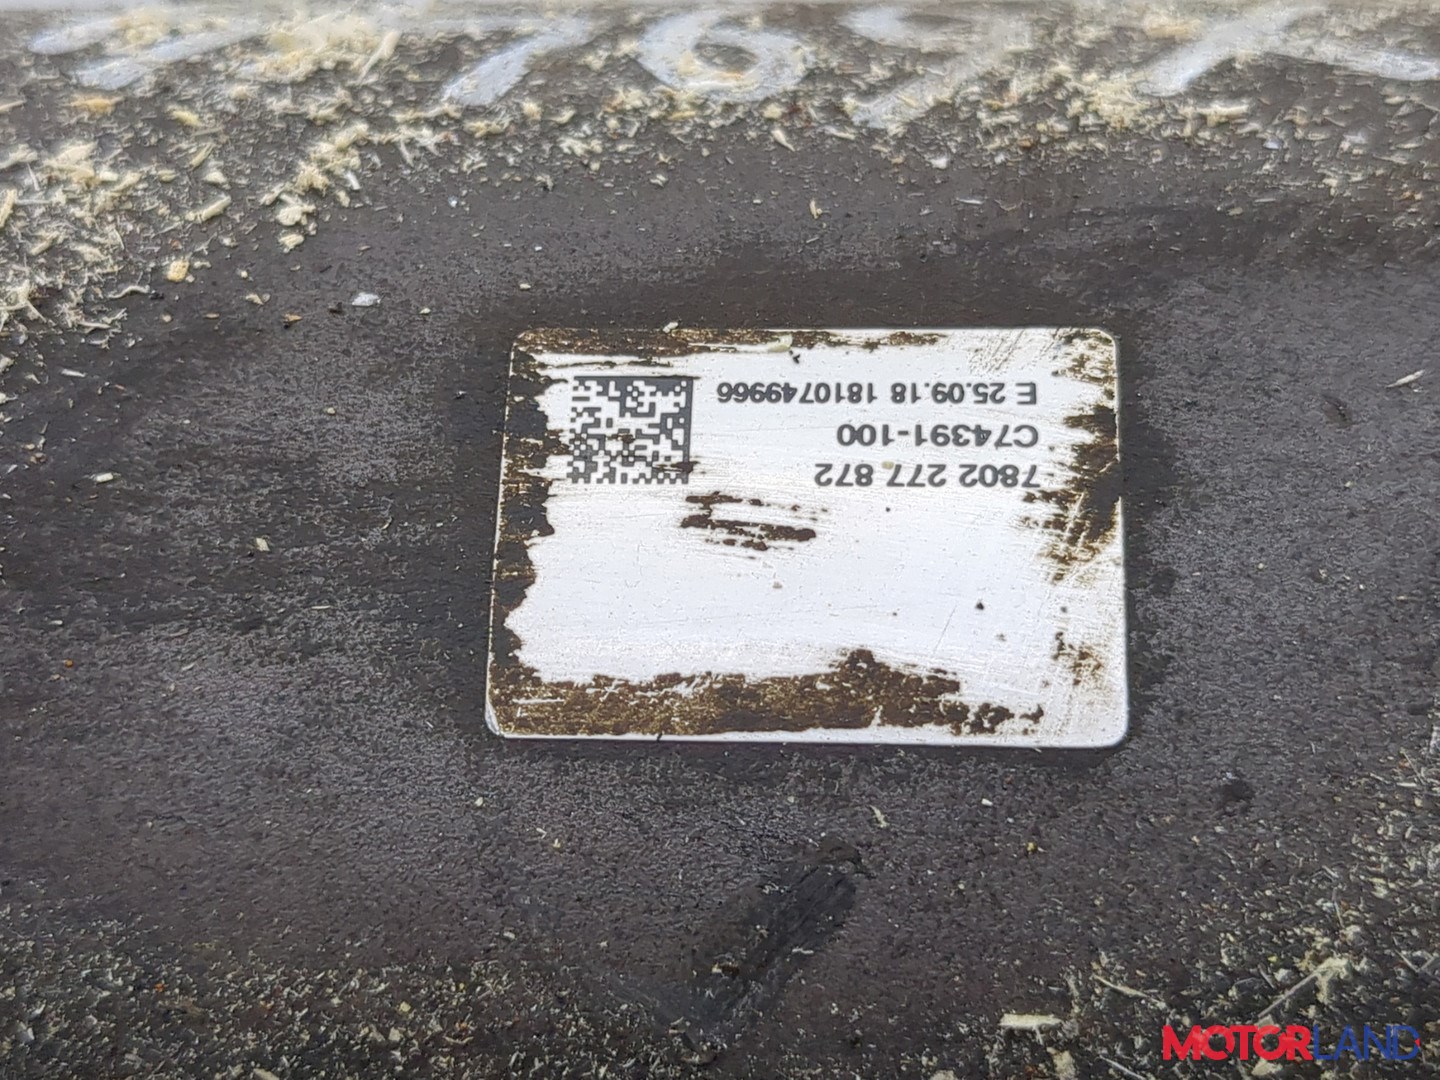 7802 277 872
C74391-100
E 25.09.18 1810749966
MOTORLAND